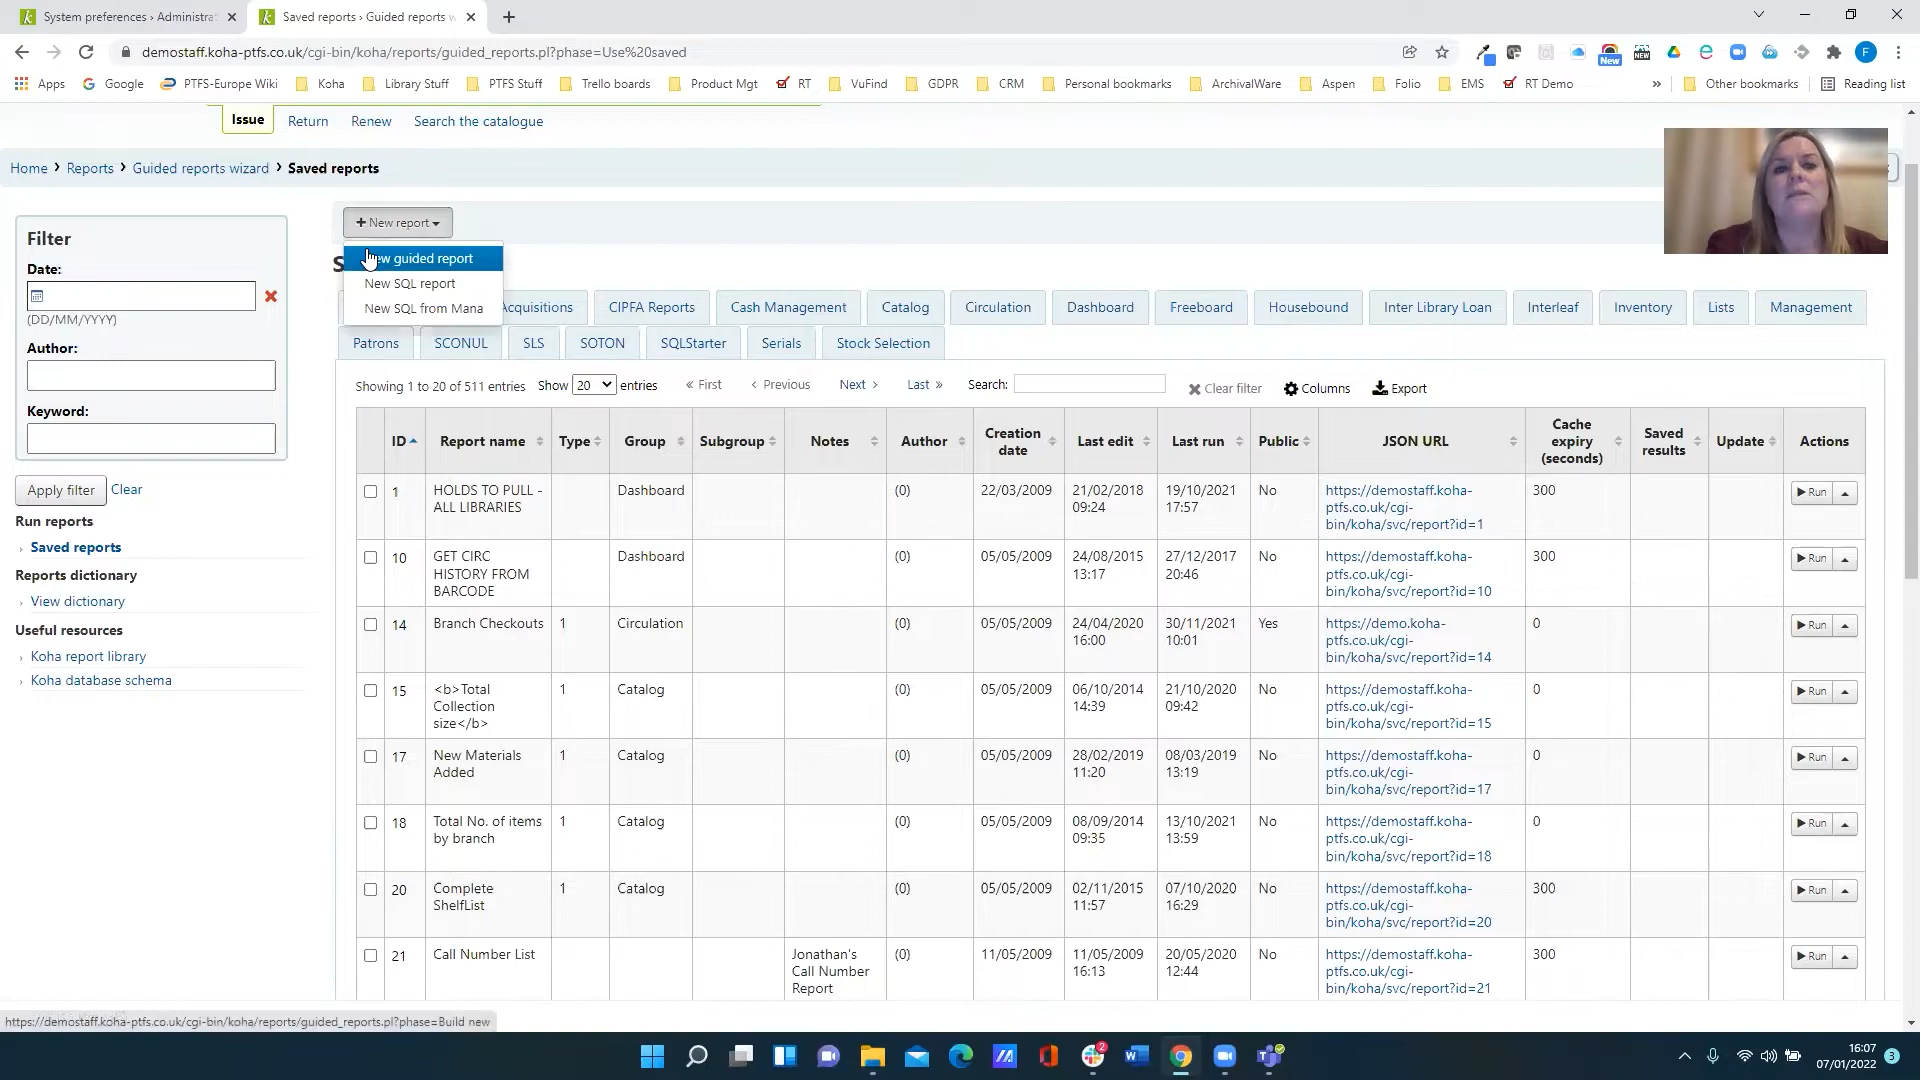 System preferences › Administra
Saved reports › Guided reports w
demostaff.koha-ptfs.co.uk/cgi-bin/koha/reports/guided_reports.pl?phase=Use%20saved
New
NEW
F
Apps
Google
PTFS-Europe Wiki
Koha
Library Stuff
PTFS Stuff
Trello boards
Product Mgt
RT
VuFind
GDPR
CRM
Personal bookmarks
ArchivalWare
Aspen
Folio
EMS
RT Demo
»
Other bookmarks
Reading list
Issue
Return
Renew
Search the catalogue
Home › Reports › Guided reports wizard › Saved reports
Filter
Date:
(DD/MM/YYYY)
Author:
Keyword:
Apply filter
Clear
Run reports
› Saved reports
Reports dictionary
› View dictionary
Useful resources
› Koha report library
› Koha database schema
+ New report
ew guided report
New SQL report
New SQL from Mana
S
Acquisitions
CIPFA Reports
Cash Management
Catalog
Circulation
Dashboard
Freeboard
Housebound
Inter Library Loan
Interleaf
Inventory
Lists
Management
Patrons
SCONUL
SLS
SOTON
SQLStarter
Serials
Stock Selection
Showing 1 to 20 of 511 entries
Show 20 entries
« First
‹ Previous
Next ›
Last »
Search:
Clear filter
Columns
Export
ID
Report name
Type
Group
Subgroup
Notes
Author
Creation
date
Last edit
Last run
Public
JSON URL
Cache
expiry
(seconds)
Saved
results
Update
Actions
1
HOLDS TO PULL -
ALL LIBRARIES
Dashboard
(0)
22/03/2009
21/02/2018
09:24
19/10/2021
17:57
No
https://demostaff.koha-
ptfs.co.uk/cgi-
bin/koha/svc/report?id=1
300
Run
10
GET CIRC
HISTORY FROM
BARCODE
Dashboard
(0)
05/05/2009
24/08/2015
13:17
27/12/2017
20:46
No
https://demostaff.koha-
ptfs.co.uk/cgi-
bin/koha/svc/report?id=10
300
Run
14
Branch Checkouts
1
Circulation
(0)
05/05/2009
24/04/2020
16:00
30/11/2021
10:01
Yes
https://demo.koha-
ptfs.co.uk/cgi-
bin/koha/svc/report?id=14
0
Run
15
<b>Total
Collection
size</b>
1
Catalog
(0)
05/05/2009
06/10/2014
14:39
21/10/2020
09:42
No
https://demostaff.koha-
ptfs.co.uk/cgi-
bin/koha/svc/report?id=15
0
Run
17
New Materials
Added
1
Catalog
(0)
05/05/2009
28/02/2019
11:20
08/03/2019
13:19
No
https://demostaff.koha-
ptfs.co.uk/cgi-
bin/koha/svc/report?id=17
0
Run
18
Total No. of items
by branch
1
Catalog
(0)
05/05/2009
08/09/2014
09:35
13/10/2021
13:59
No
https://demostaff.koha-
ptfs.co.uk/cgi-
bin/koha/svc/report?id=18
0
Run
20
Complete
ShelfList
1
Catalog
(0)
05/05/2009
02/11/2015
11:57
07/10/2020
16:29
No
https://demostaff.koha-
ptfs.co.uk/cgi-
bin/koha/svc/report?id=20
300
Run
21
Call Number List
Jonathan's
Call Number
Report
(0)
11/05/2009
11/05/2009
16:13
20/05/2020
12:44
No
https://demostaff.koha-
ptfs.co.uk/cgi-
bin/koha/svc/report?id=21
300
Run
https://demostaff.koha-ptfs.co.uk/cgi-bin/koha/reports/guided_reports.pl?phase=Build new
2
16:07
07/01/2022
3